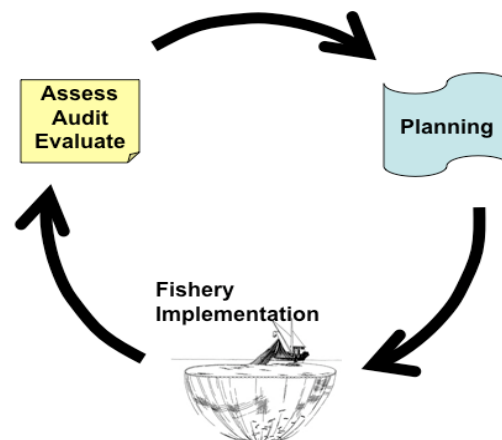 Assess
Audit
Evaluate
Planning
Fishery
Implementation